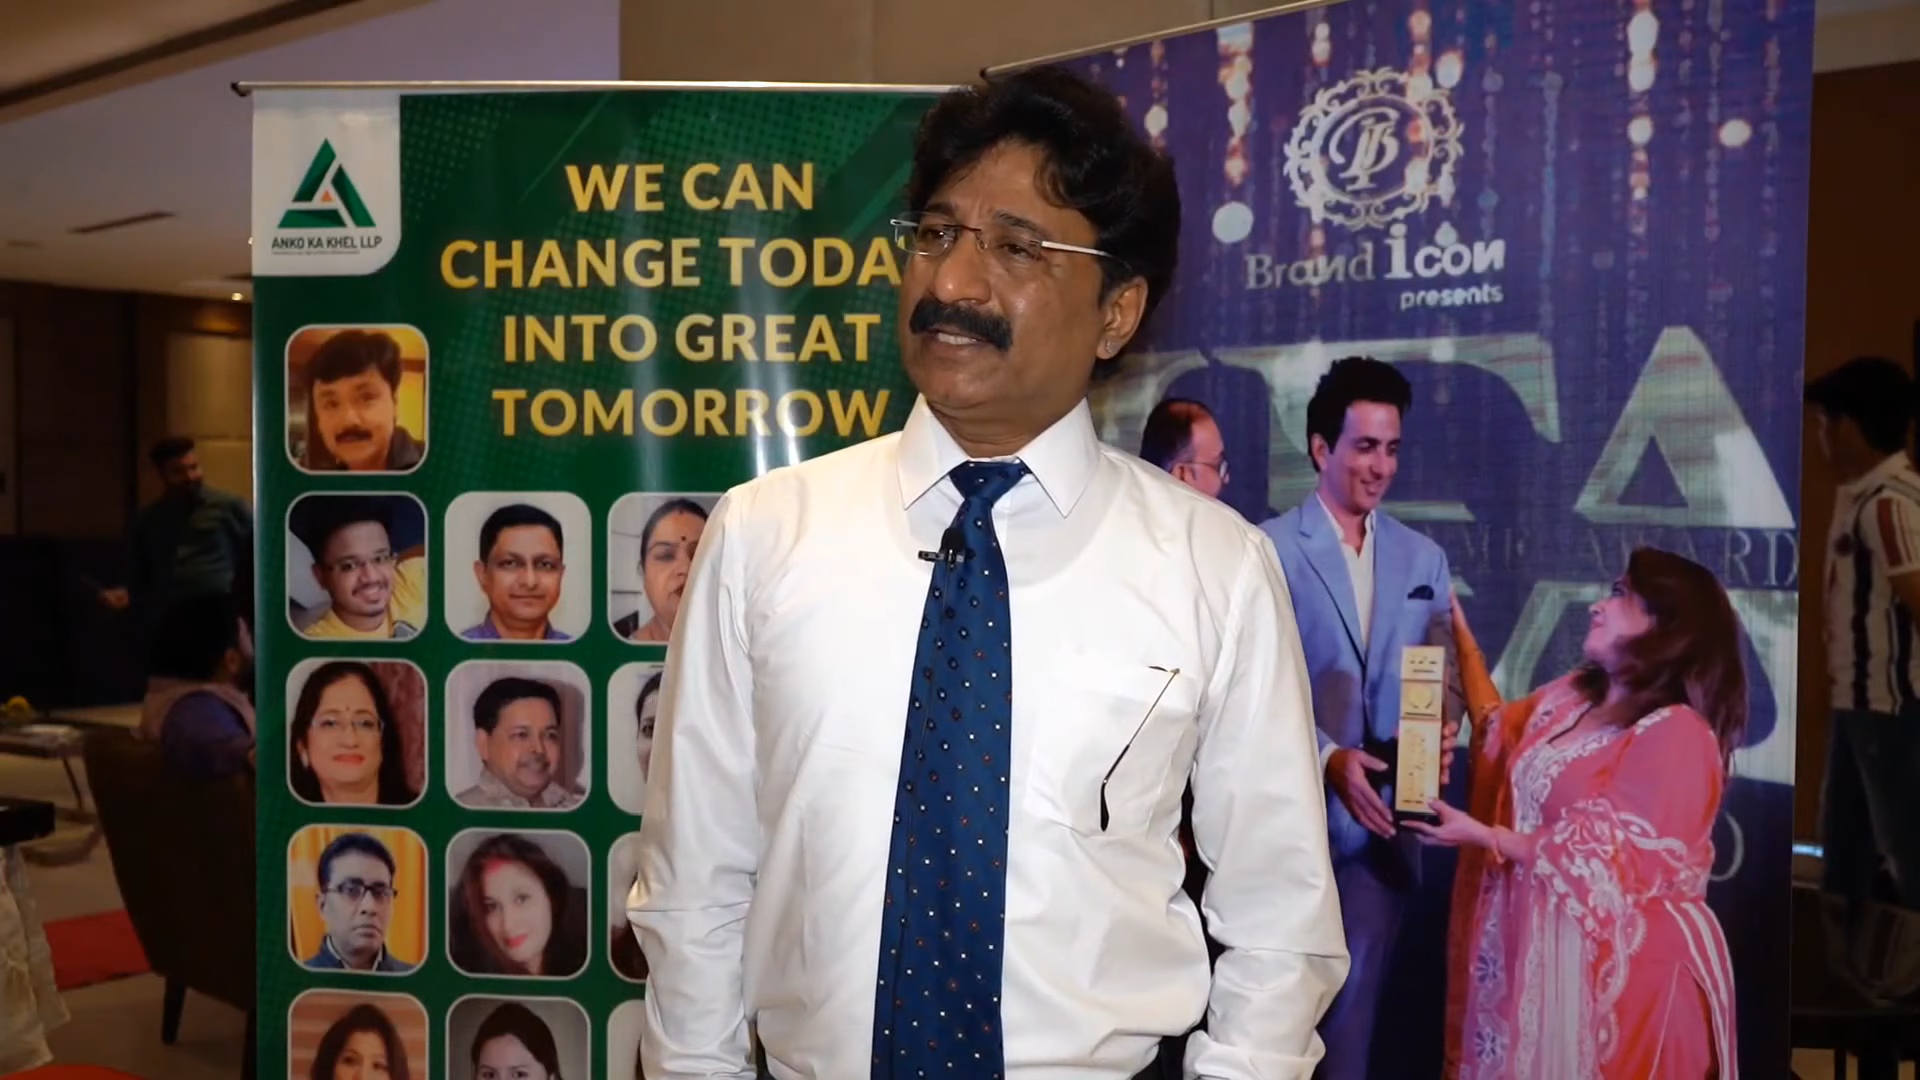 ANKO KA KHEL LLP
WE CAN
CHANGE TODA
INTO GREAT
TOMORROW
Brand icon
presents